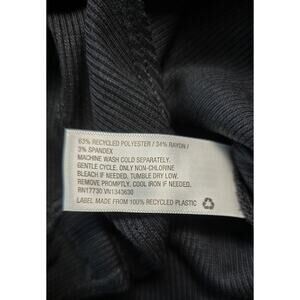 63% RECYCLED POLYESTER / 34% RAYON /
3% SPANDEX
MACHINE WASH COLD SEPARATELY.
GENTLE CYCLE. ONLY NON-CHLORINE
BLEACH IF NEEDED, TUMBLE DRY LOW.
REMOVE PROMPTLY, COOL IRON IF NEEDED.
RN17730 VN1343630
LABEL MADE FROM 100% RECYCLED PLASTIC